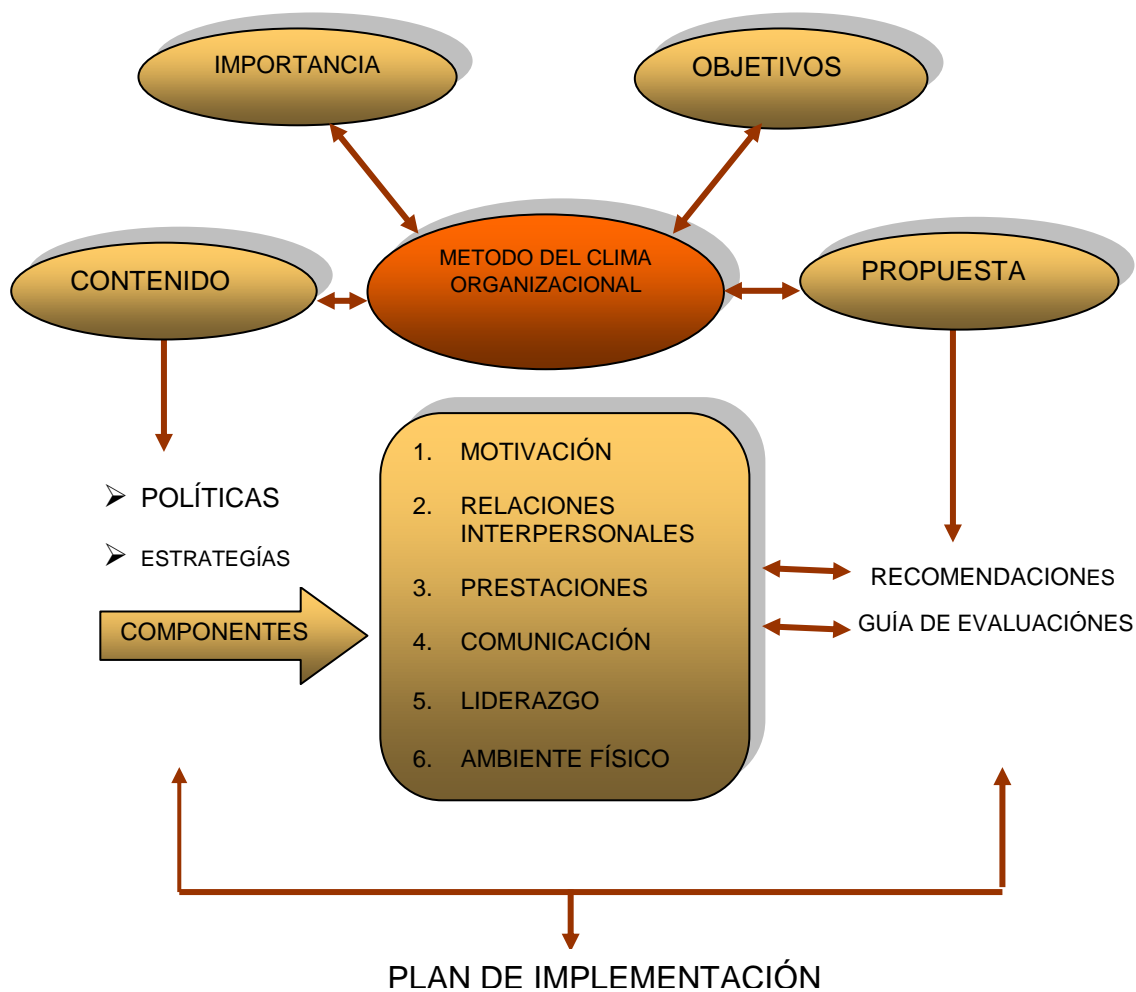 IMPORTANCIA
OBJETIVOS
METODO DEL CLIMA
ORGANIZACIONAL
CONTENIDO
PROPUESTA
➢ POLÍTICAS
➢ ESTRATEGÍAS
COMPONENTES
1. MOTIVACIÓN
2. RELACIONES
INTERPERSONALES
3. PRESTACIONES
4. COMUNICACIÓN
5. LIDERAZGO
6. AMBIENTE FÍSICO
RECOMENDACIONES
GUÍA DE EVALUACIÓNES
PLAN DE IMPLEMENTACIÓN